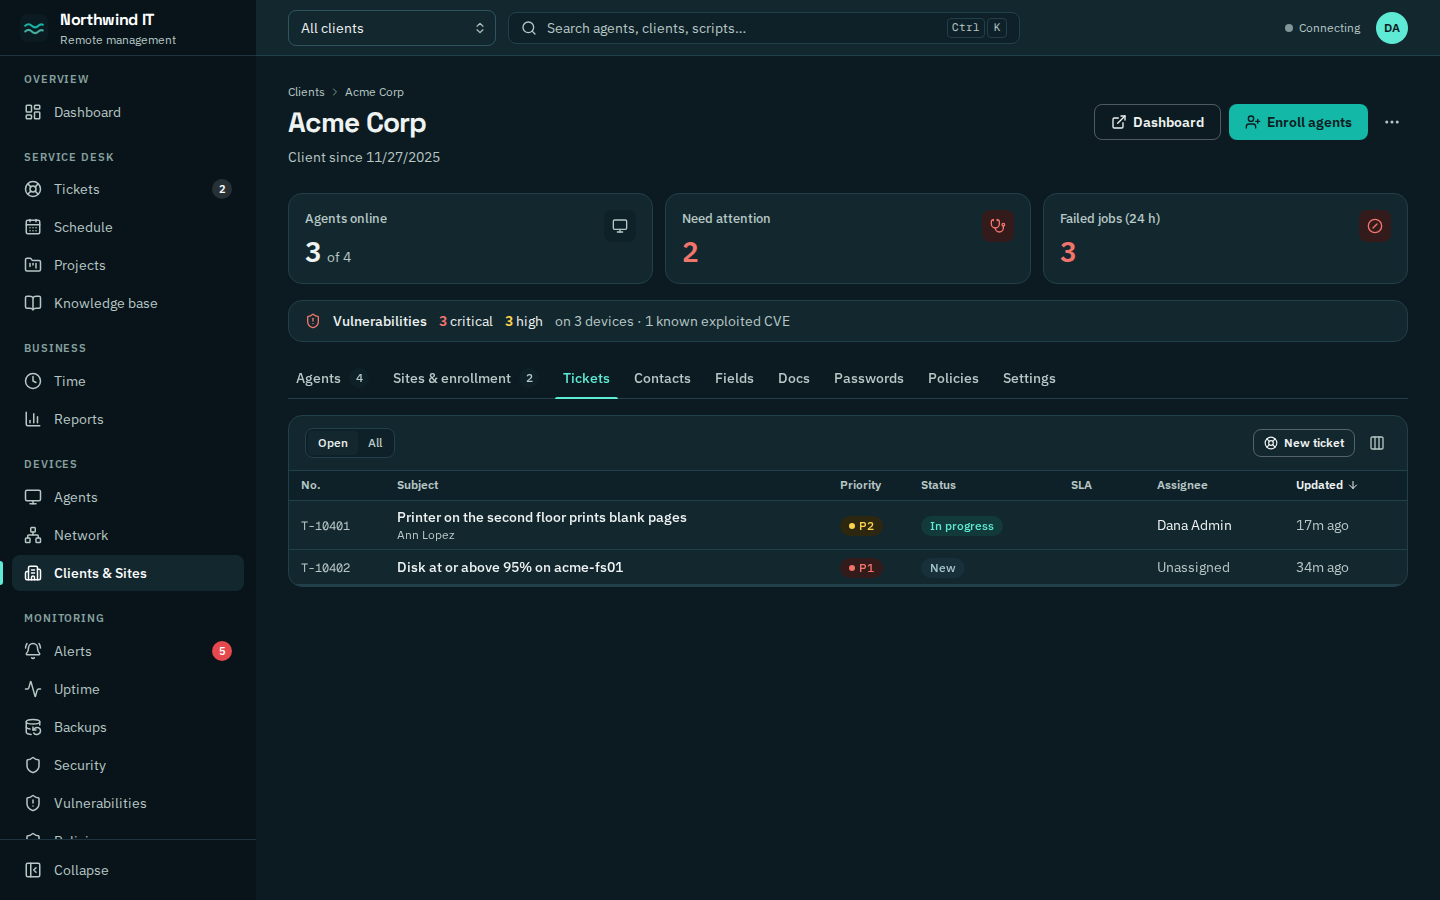 Northwind IT
Remote management
All clients
Search agents, clients, scripts...
Ctrl K
Connecting
DA
OVERVIEW
Dashboard
SERVICE DESK
Tickets 2
Schedule
Projects
Knowledge base
BUSINESS
Time
Reports
DEVICES
Agents
Network
Clients & Sites
MONITORING
Alerts 5
Uptime
Backups
Security
Vulnerabilities
Collapse
Clients > Acme Corp
Acme Corp
Client since 11/27/2025
Dashboard
Enroll agents
Agents online
3 of 4
Need attention
2
Failed jobs (24 h)
3
Vulnerabilities 3 critical 3 high on 3 devices · 1 known exploited CVE
Agents 4 Sites & enrollment 2 Tickets Contacts Fields Docs Passwords Policies Settings
Open All
New ticket
No. Subject Priority Status SLA Assignee Updated ↓
T-10401 Printer on the second floor prints blank pages P2 In progress Dana Admin 17m ago
Ann Lopez
T-10402 Disk at or above 95% on acme-fs01 P1 New Unassigned 34m ago